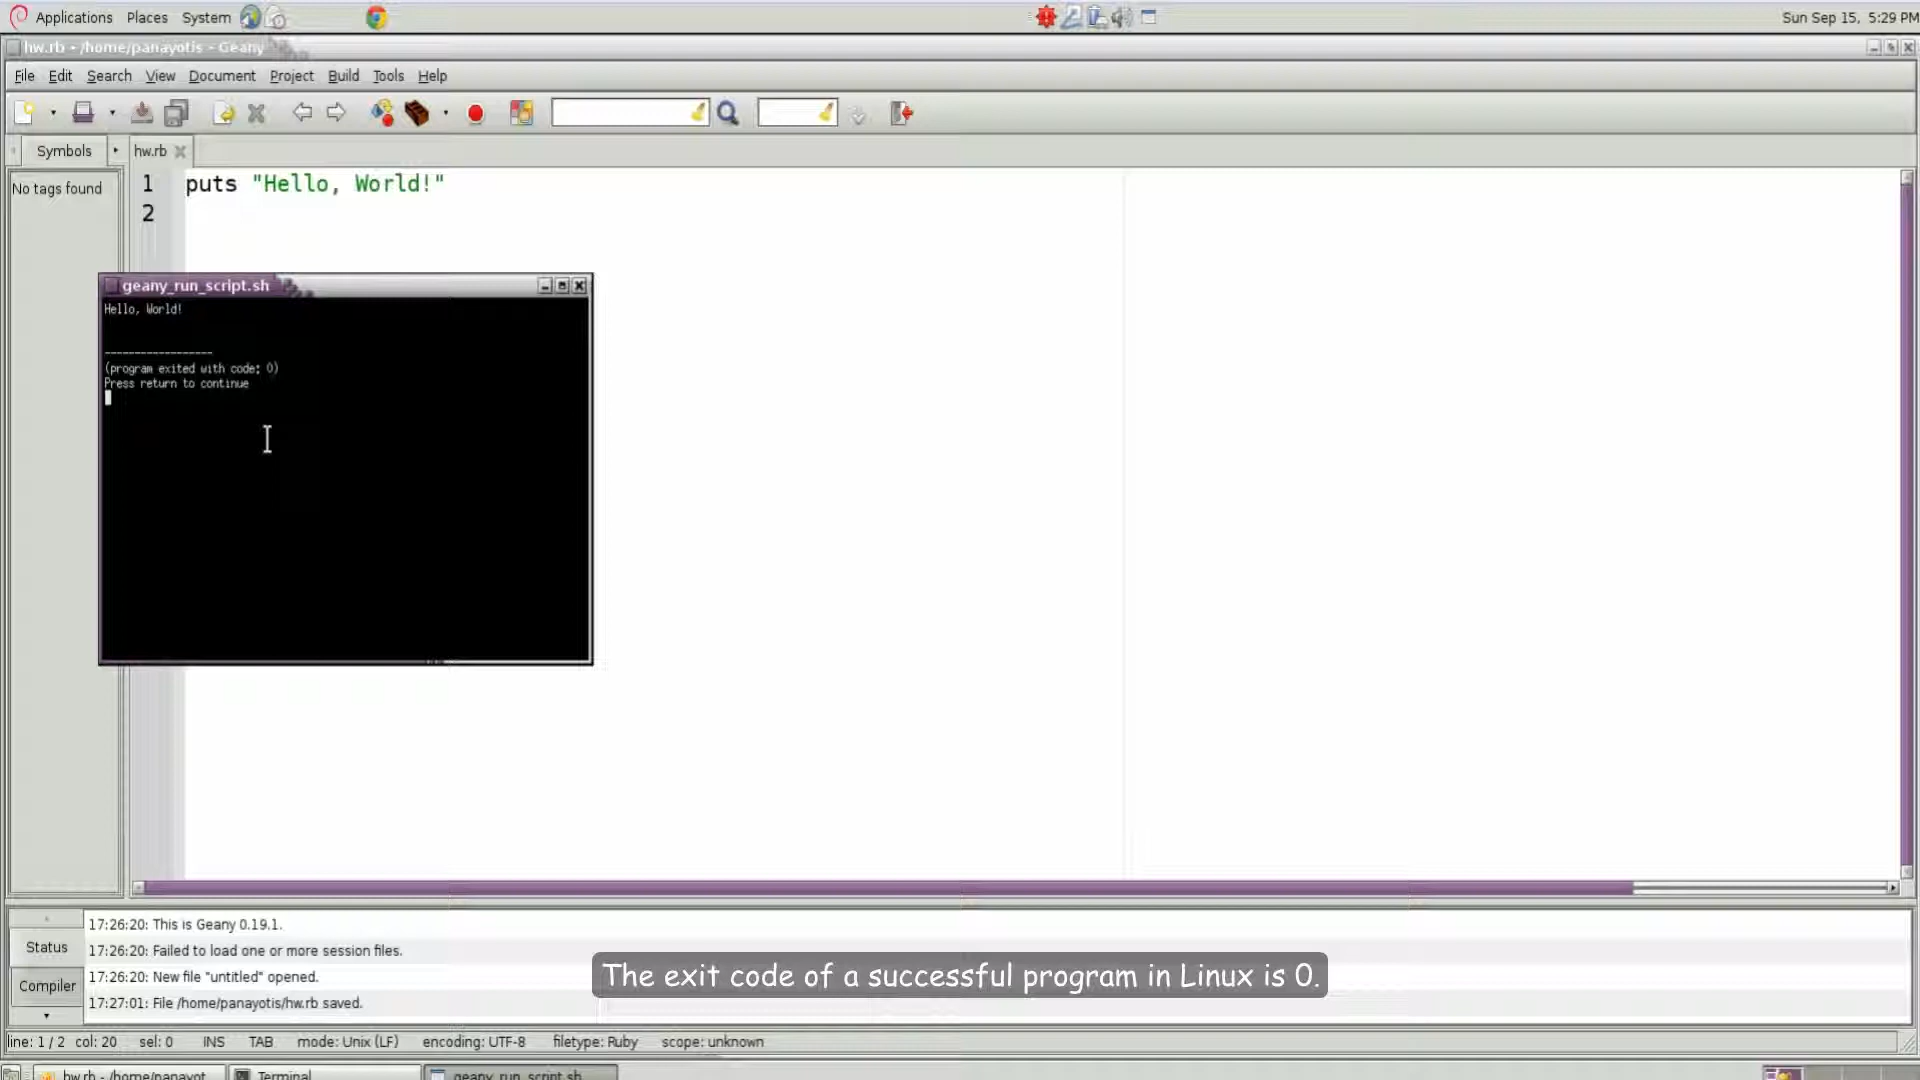 Applications Places System Sun Sep 15, 5:29 PM
hw.rb - /home/panayotis - Geany
File Edit Search View Document Project Build Tools Help
Symbols hw.rb
No tags found
1 puts "Hello, World!"
2
geany_run_script.sh
Hello, World!
------------------
(program exited with code: 0)
Press return to continue
17:26:20: This is Geany 0.19.1.
Status
17:26:20: Failed to load one or more session files.
17:26:20: New file "untitled" opened.
Compiler
17:27:01: File /home/panayotis/hw.rb saved.
The exit code of a successful program in Linux is 0.
line: 1 / 2 col: 20 sel: 0 INS TAB mode: Unix (LF) encoding: UTF-8 filetype: Ruby scope: unknown
hw.rb - /home/panayot Terminal geany_run_script.sh